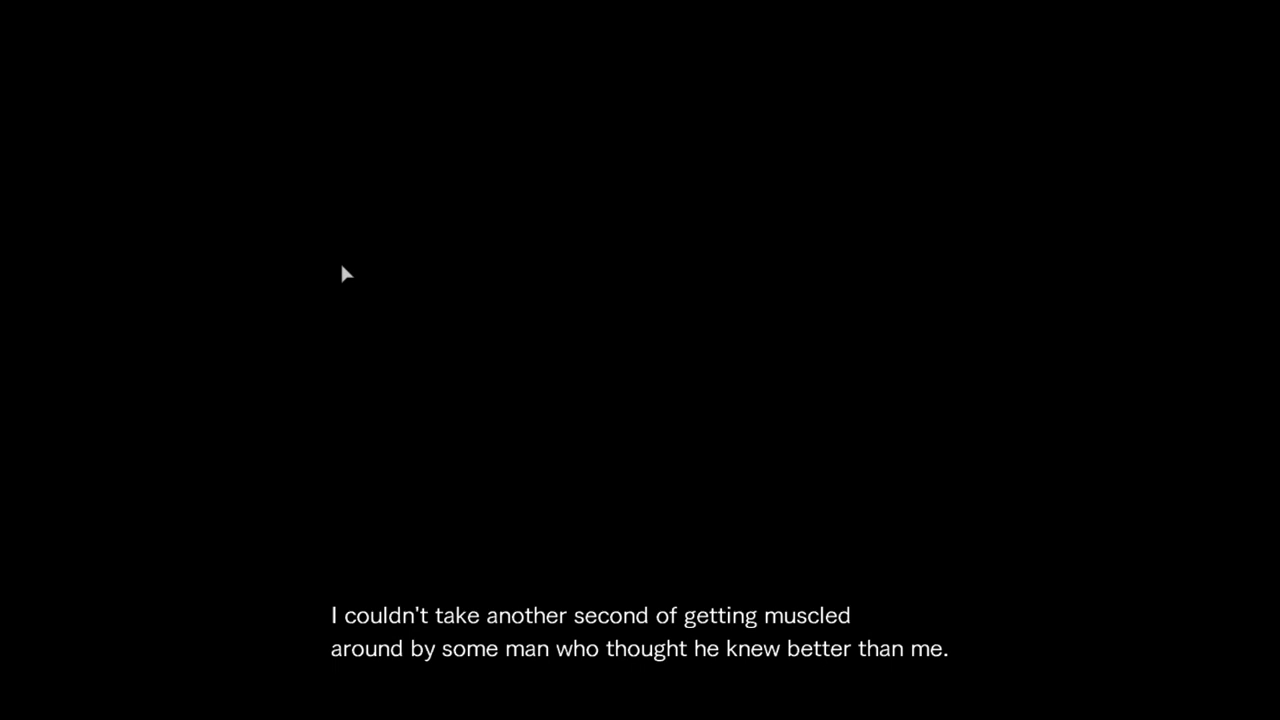 I couldn't take another second of getting muscled
around by some man who thought he knew better than me.